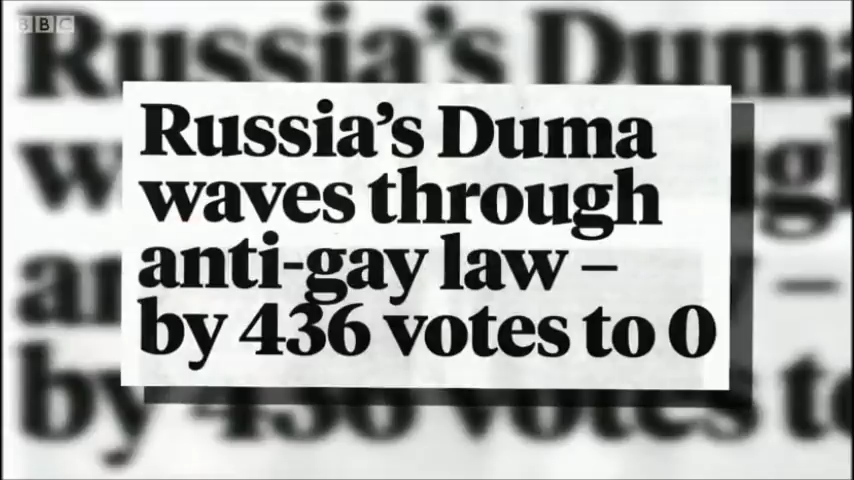 BBC
Russia's Duma
waves through
anti-gay law –
by 436 votes to 0